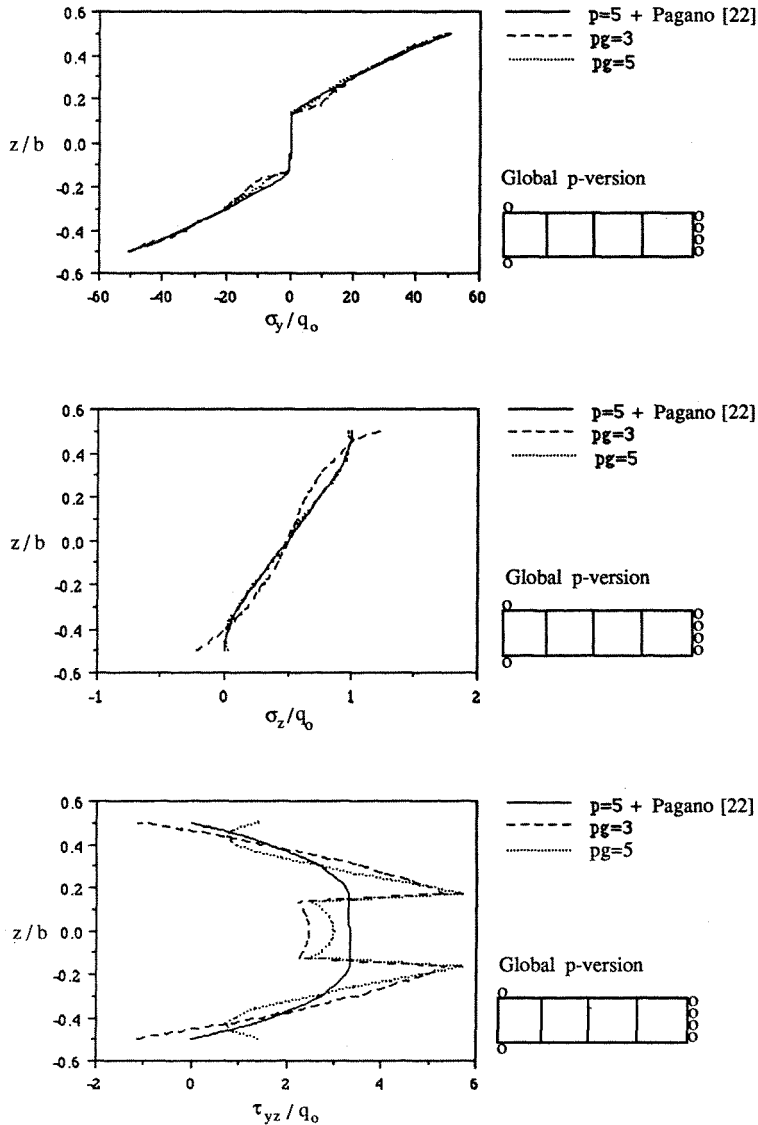 0.6
0.4
0.2
z/b
0.0
-0.2
-0.4
-0.6
-60 -40 -20 0 20 40 60
σy/qo
p=5 + Pagano [22]
pg=3
pg=5
Global p-version
0.6
0.4
0.2
z/b
0.0
-0.2
-0.4
-0.6
-1 0 1 2
σz/qo
p=5 + Pagano [22]
pg=3
pg=5
Global p-version
0.6
0.4
0.2
z/b
0.0
-0.2
-0.4
-0.6
-2 0 2 4 6
τyz/qo
p=5 + Pagano [22]
pg=3
pg=5
Global p-version